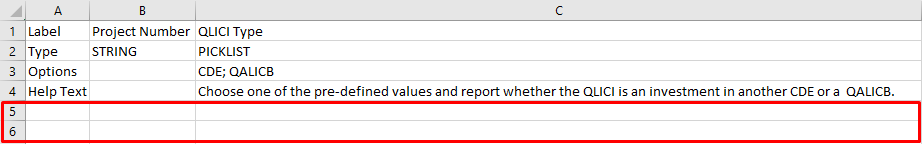 A B C
1 Label Project Number QLICI Type
2 Type STRING PICKLIST
3 Options CDE; QALICB
4 Help Text Choose one of the pre-defined values and report whether the QLICI is an investment in another CDE or a  QALICB.
5
6